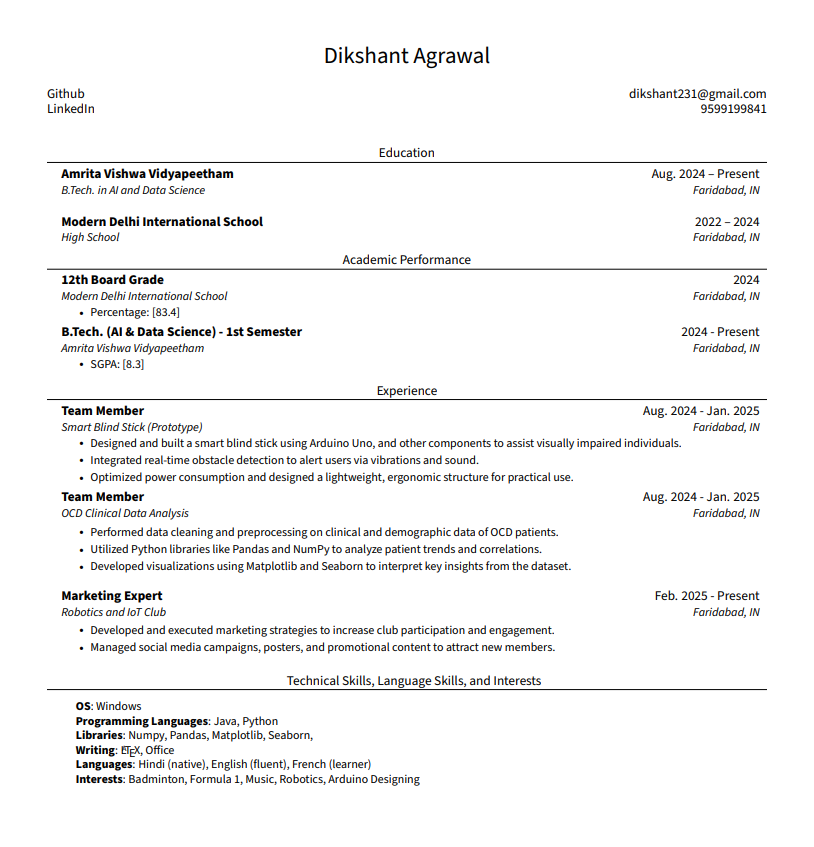 Dikshant Agrawal
Github dikshant231@gmail.com
LinkedIn 9599199841
Education
Amrita Vishwa Vidyapeetham Aug. 2024 – Present
B.Tech. in AI and Data Science Faridabad, IN
Modern Delhi International School 2022 – 2024
High School Faridabad, IN
Academic Performance
12th Board Grade 2024
Modern Delhi International School Faridabad, IN
• Percentage: [83.4]
B.Tech. (AI & Data Science) - 1st Semester 2024 - Present
Amrita Vishwa Vidyapeetham Faridabad, IN
• SGPA: [8.3]
Experience
Team Member Aug. 2024 - Jan. 2025
Smart Blind Stick (Prototype) Faridabad, IN
• Designed and built a smart blind stick using Arduino Uno, and other components to assist visually impaired individuals.
• Integrated real-time obstacle detection to alert users via vibrations and sound.
• Optimized power consumption and designed a lightweight, ergonomic structure for practical use.
Team Member Aug. 2024 - Jan. 2025
OCD Clinical Data Analysis Faridabad, IN
• Performed data cleaning and preprocessing on clinical and demographic data of OCD patients.
• Utilized Python libraries like Pandas and NumPy to analyze patient trends and correlations.
• Developed visualizations using Matplotlib and Seaborn to interpret key insights from the dataset.
Marketing Expert Feb. 2025 - Present
Robotics and IoT Club Faridabad, IN
• Developed and executed marketing strategies to increase club participation and engagement.
• Managed social media campaigns, posters, and promotional content to attract new members.
Technical Skills, Language Skills, and Interests
OS: Windows
Programming Languages: Java, Python
Libraries: Numpy, Pandas, Matplotlib, Seaborn,
Writing: LATEX, Office
Languages: Hindi (native), English (fluent), French (learner)
Interests: Badminton, Formula 1, Music, Robotics, Arduino Designing